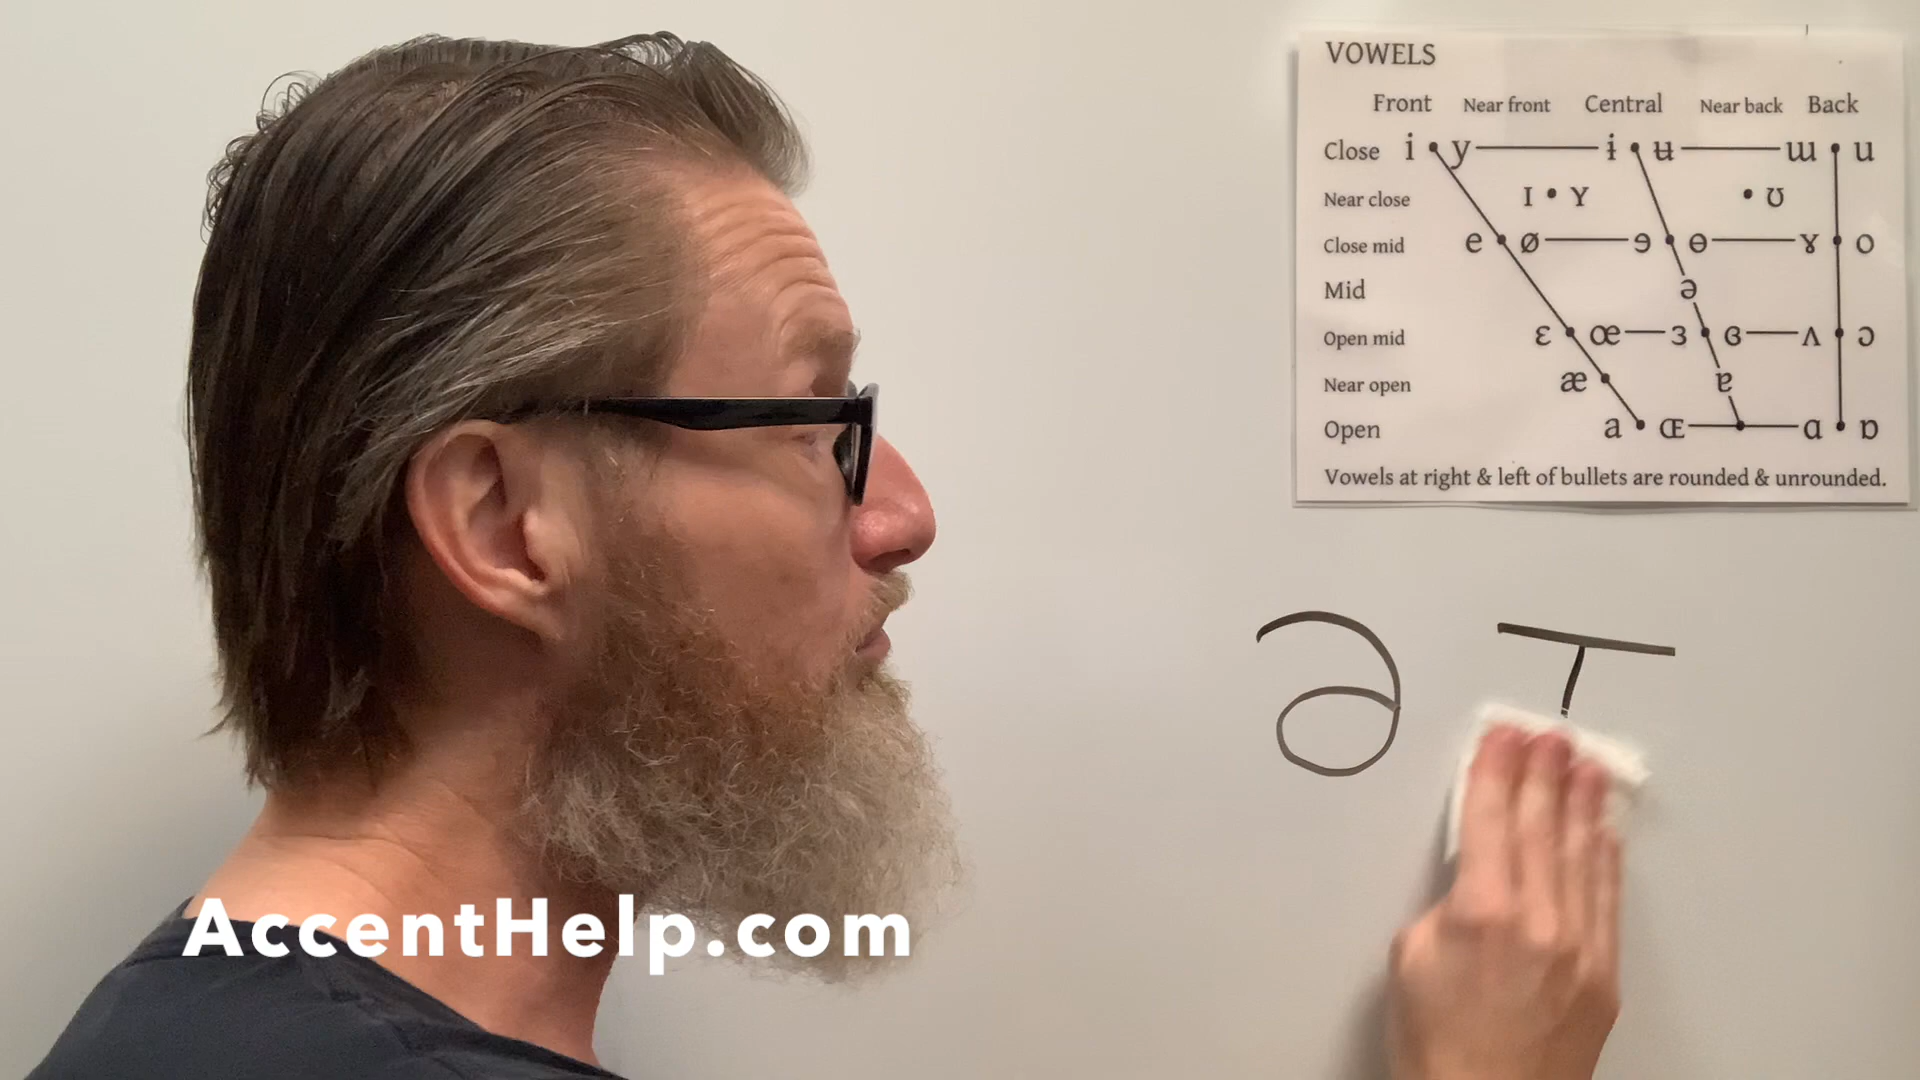 VOWELS
Front Near front Central Near back Back
Close i • y ɨ • ʉ ɯ • u
Near close ɪ • ʏ • ʊ
Close mid e • ø ɘ • ɵ ɤ • o
Mid ə
Open mid ɛ • œ ɜ • ɞ ʌ • ɔ
Near open æ • ɐ
Open a • ɶ • ɑ • ɒ
Vowels at right & left of bullets are rounded & unrounded.
ə
AccentHelp.com